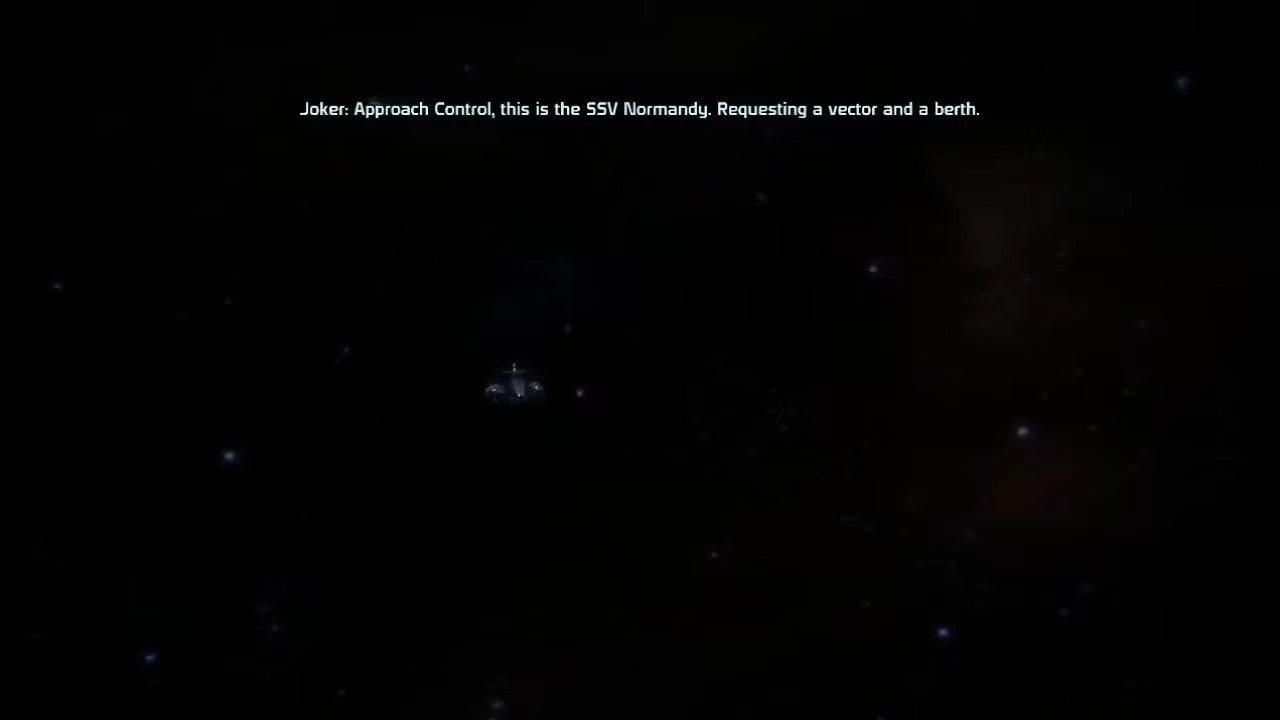 Joker: Approach Control, this is the SSV Normandy. Requesting a vector and a berth.